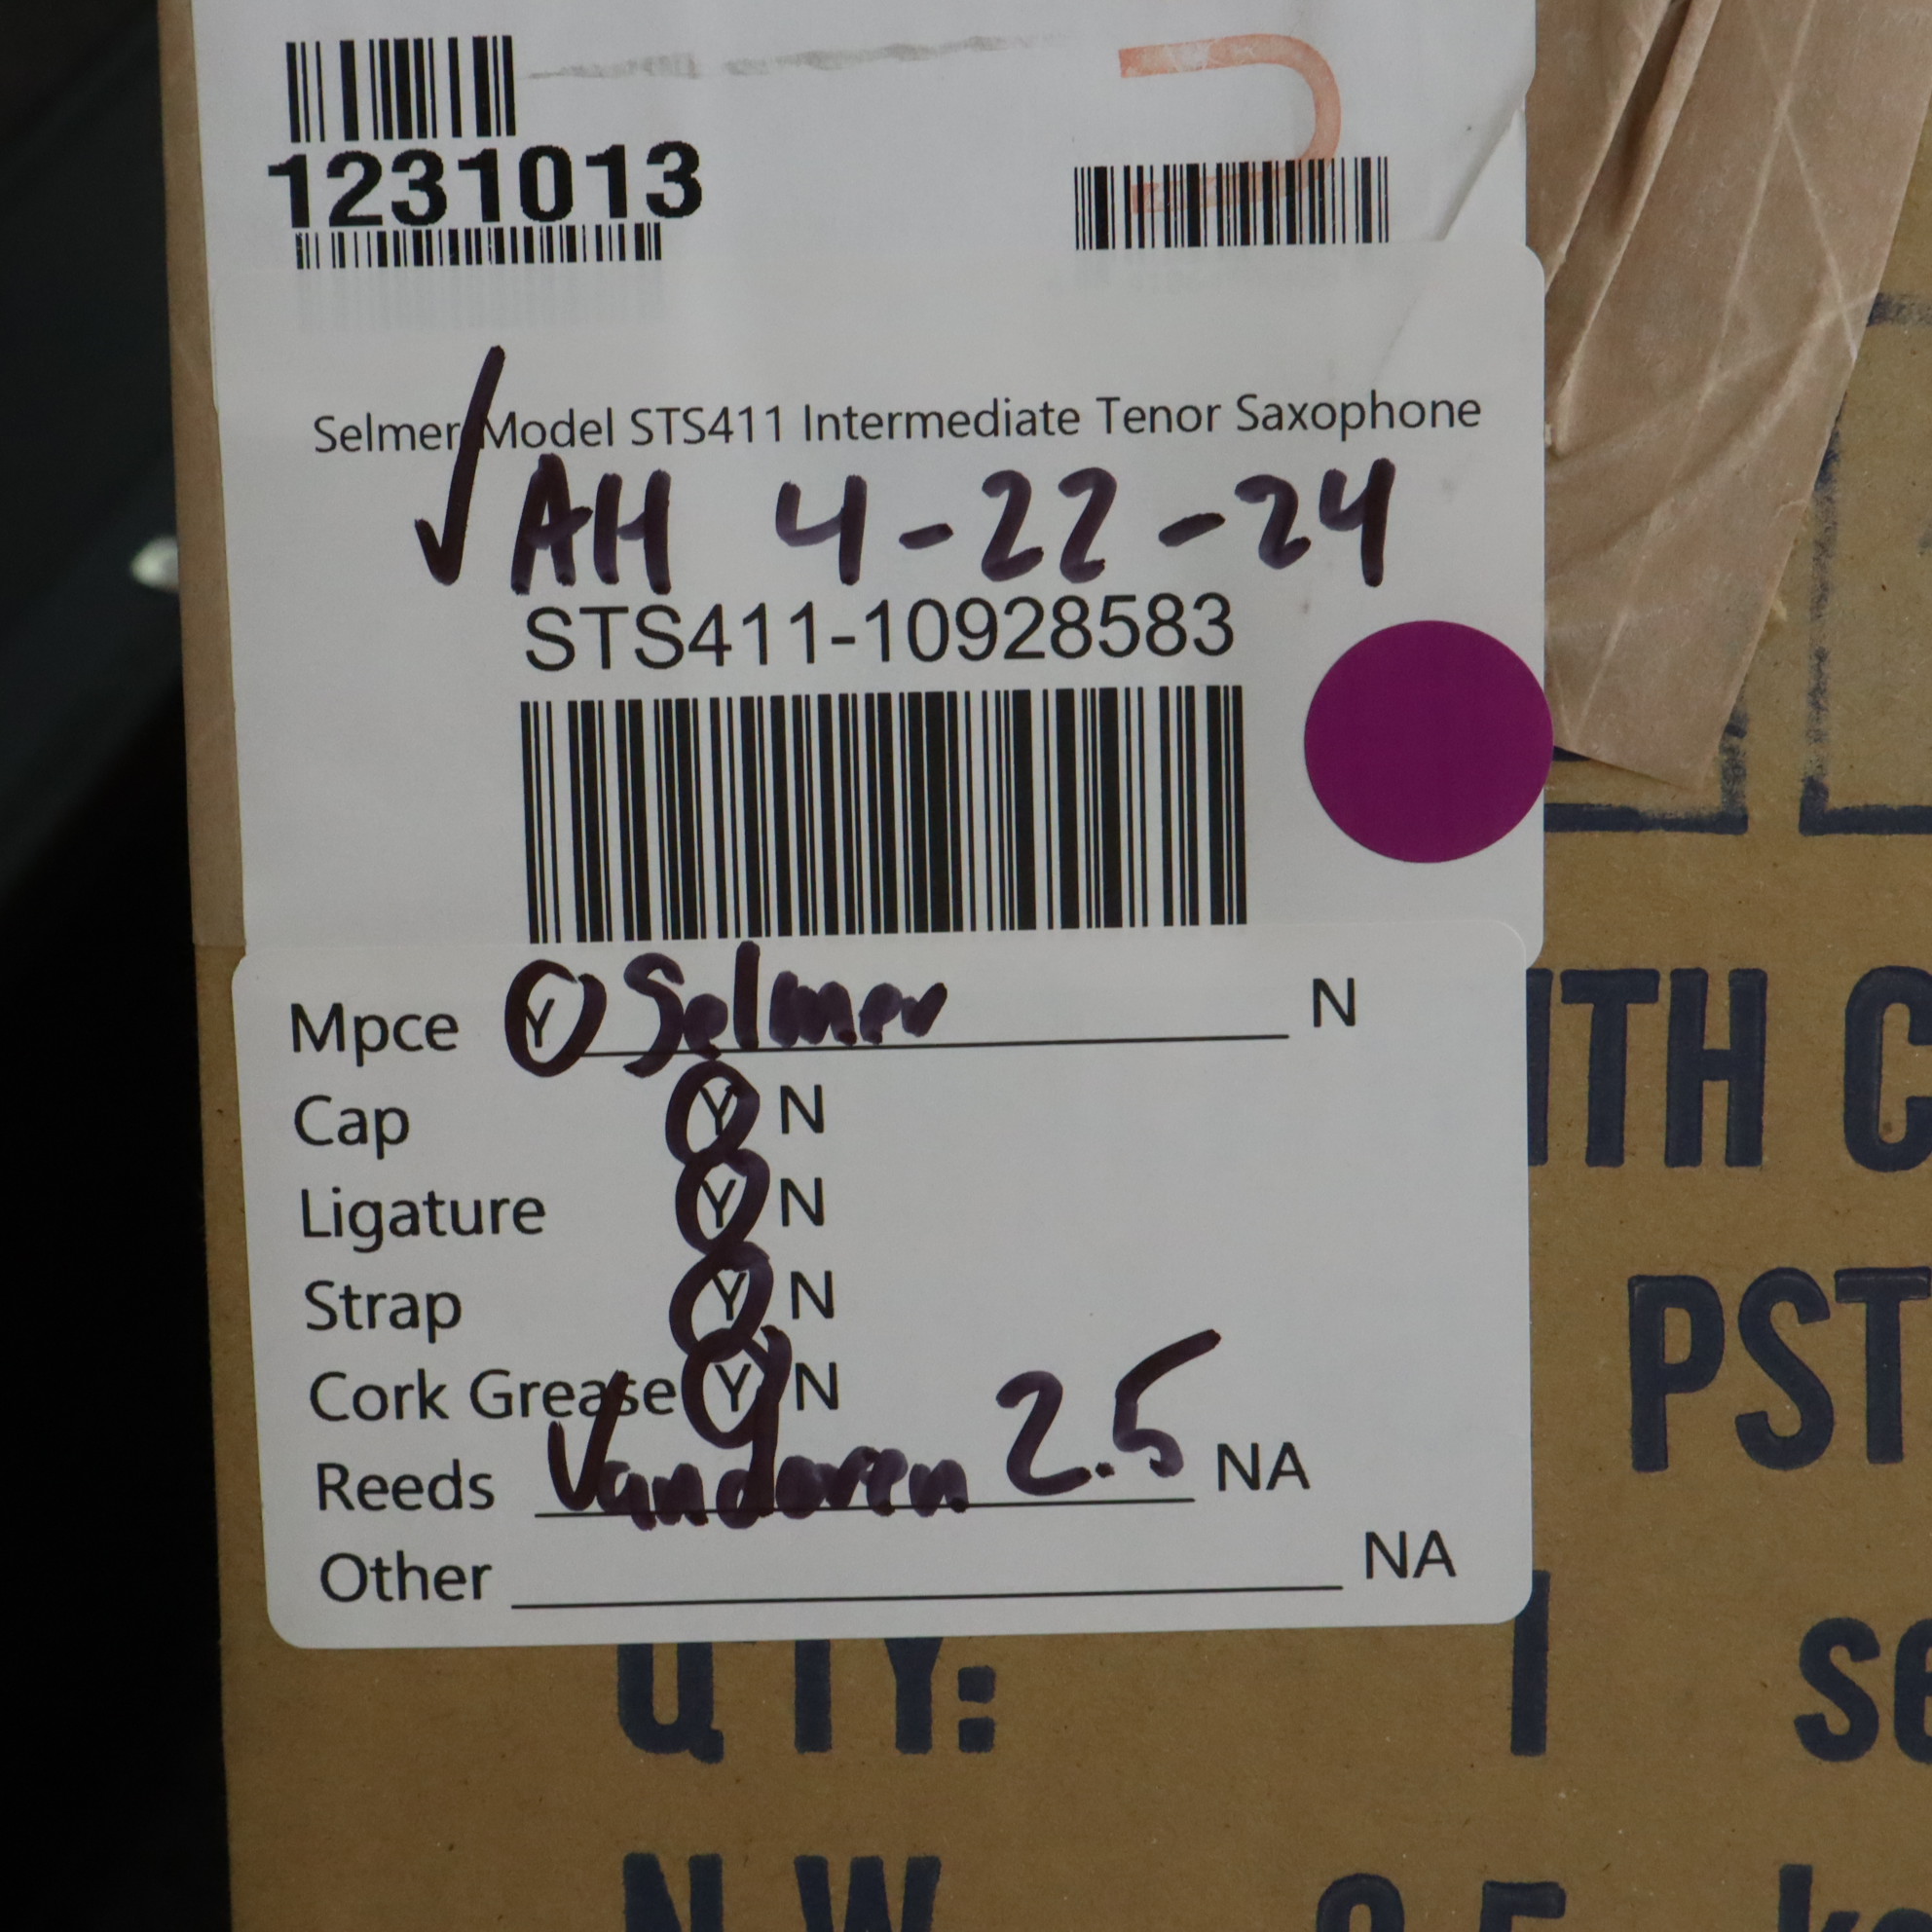 1231013
Selmer Model STS411 Intermediate Tenor Saxophone
✓ AH 4-22-24
STS411-10928583
Mpce Y Selmer N
Cap Y N
Ligature Y N
Strap Y N
Cork Grease Y N
Reeds Vandoren 2.5 NA
Other NA
ITH C
PST
QTY: 1 se
N.W